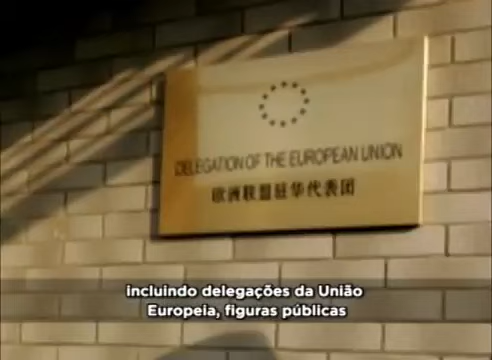 DELEGATION OF THE EUROPEAN UNION
欧洲联盟驻华代表团
incluindo delegações da União
Europeia, figuras públicas